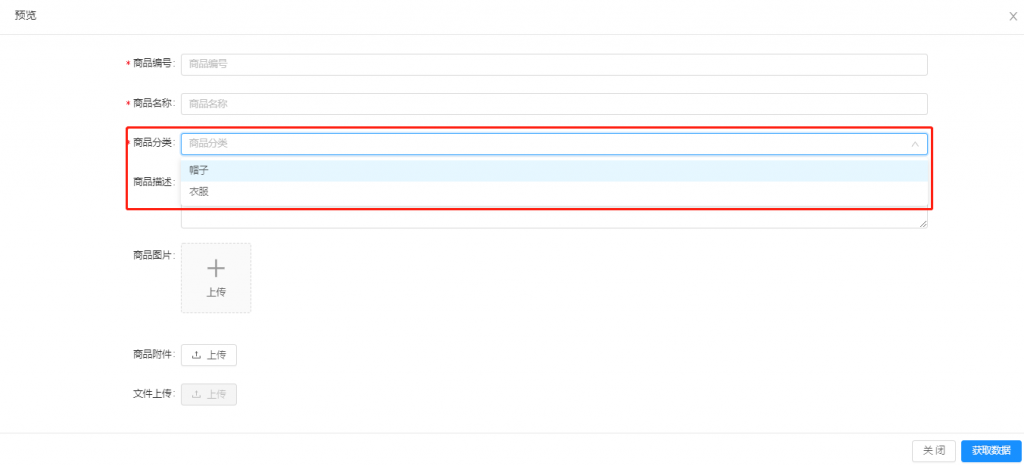 预览
* 商品编号:
商品编号
* 商品名称:
商品名称
* 商品分类:
商品分类
帽子
商品描述:
衣服
商品图片:
上传
商品附件:
上传
文件上传:
上传
关 闭
获取数据